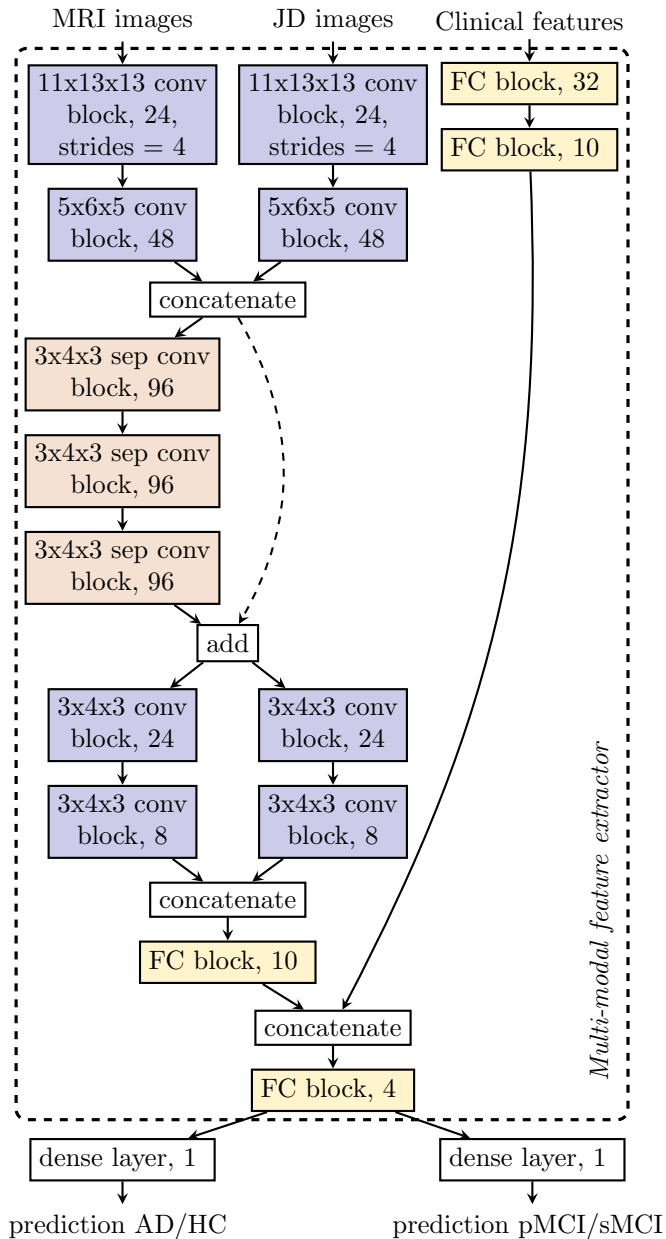 MRI images
JD images
Clinical features
11x13x13 conv
block, 24,
strides = 4
11x13x13 conv
block, 24,
strides = 4
FC block, 32
FC block, 10
5x6x5 conv
block, 48
5x6x5 conv
block, 48
concatenate
3x4x3 sep conv
block, 96
3x4x3 sep conv
block, 96
3x4x3 sep conv
block, 96
add
3x4x3 conv
block, 24
3x4x3 conv
block, 24
3x4x3 conv
block, 8
3x4x3 conv
block, 8
concatenate
FC block, 10
concatenate
FC block, 4
Multi-modal feature extractor
dense layer, 1
dense layer, 1
prediction AD/HC
prediction pMCI/sMCI